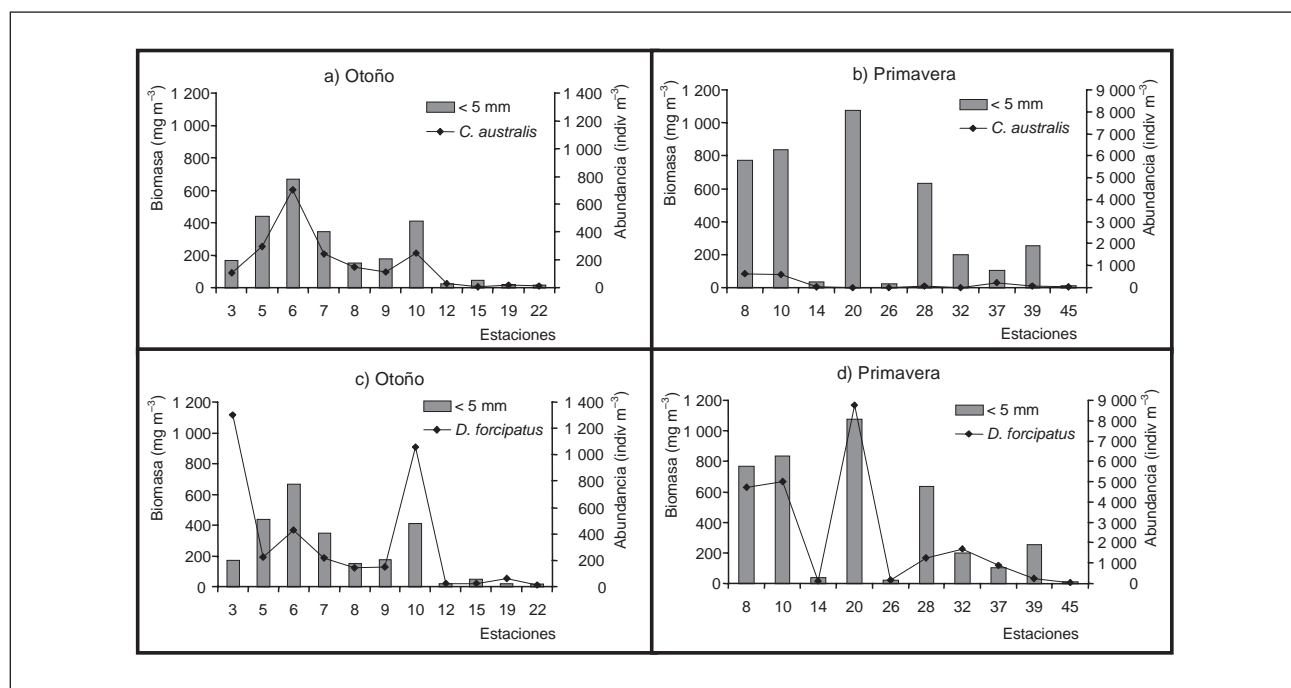 a) Otoño
Biomasa (mg m⁻³)
Abundancia (indiv m⁻³)
1 200
1 000
800
600
400
200
0
< 5 mm
C. australis
1 400
1 200
1 000
800
600
400
200
0
3 5 6 7 8 9 10 12 15 19 22
Estaciones
b) Primavera
Biomasa (mg m⁻³)
Abundancia (indiv m⁻³)
1 200
1 000
800
600
400
200
0
< 5 mm
C. australis
9 000
8 000
7 000
6 000
5 000
4 000
3 000
2 000
1 000
0
8 10 14 20 26 28 32 37 39 45
Estaciones
c) Otoño
Biomasa (mg m⁻³)
Abundancia (indiv m⁻³)
1 200
1 000
800
600
400
200
0
< 5 mm
D. forcipatus
1 400
1 200
1 000
800
600
400
200
0
3 5 6 7 8 9 10 12 15 19 22
Estaciones
d) Primavera
Biomasa (mg m⁻³)
Abundancia (indiv m⁻³)
1 200
1 000
800
600
400
200
0
< 5 mm
D. forcipatus
9 000
8 000
7 000
6 000
5 000
4 000
3 000
2 000
1 000
0
8 10 14 20 26 28 32 37 39 45
Estaciones